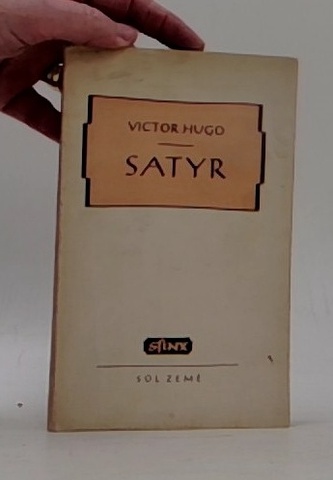 VICTOR HUGO
SATYR
SFINX
SŮL ZEMĚ